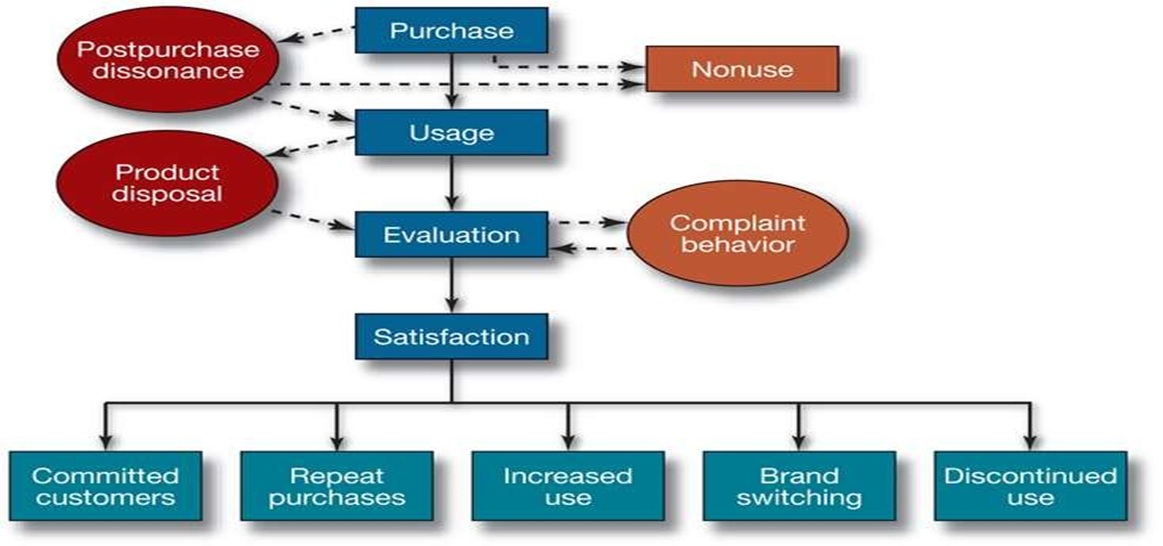 Purchase
Postpurchase
dissonance
Nonuse
Usage
Product
disposal
Evaluation
Complaint
behavior
Satisfaction
Committed
customers
Repeat
purchases
Increased
use
Brand
switching
Discontinued
use